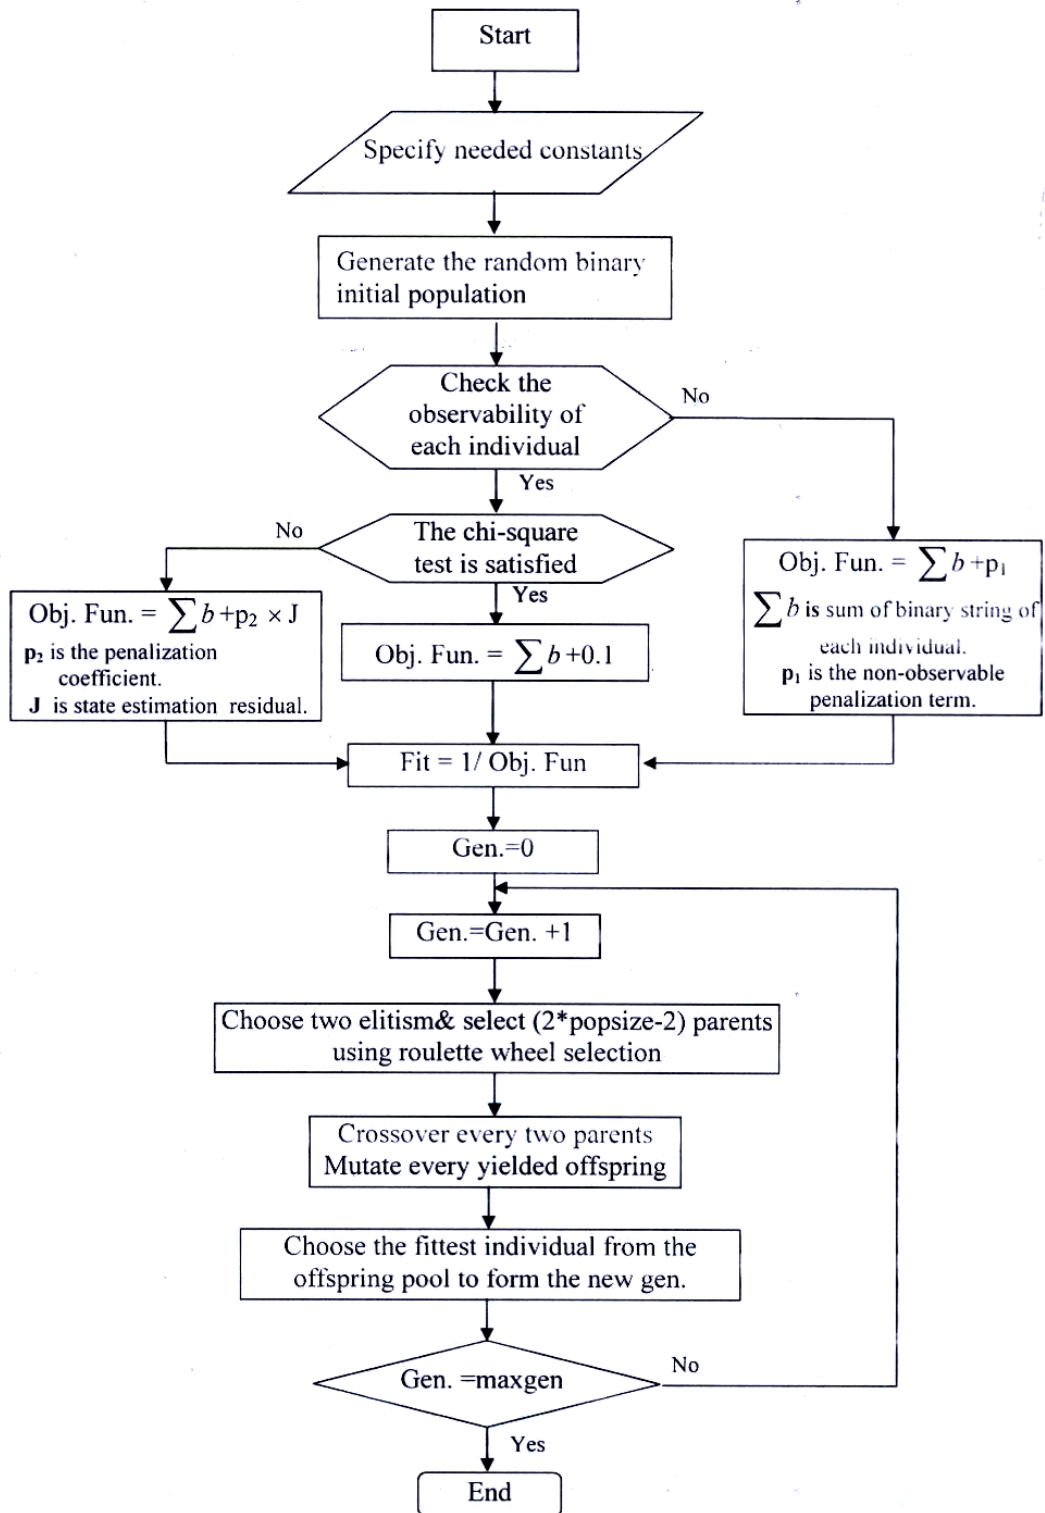 Start
Specify needed constants
Generate the random binary
initial population
Check the
observability of
each individual
No
Yes
The chi-square
test is satisfied
No
Yes
Obj. Fun. = ∑b+p₂ × J
p₂ is the penalization
coefficient.
J is state estimation residual.
Obj. Fun. = ∑b+0.1
Obj. Fun. = ∑b+p₁
∑b is sum of binary string of
each individual.
p₁ is the non-observable
penalization term.
Fit = 1/ Obj. Fun
Gen.=0
Gen.=Gen. +1
Choose two elitism& select (2*popsize-2) parents
using roulette wheel selection
Crossover every two parents
Mutate every yielded offspring
Choose the fittest individual from the
offspring pool to form the new gen.
Gen. =maxgen
No
Yes
End